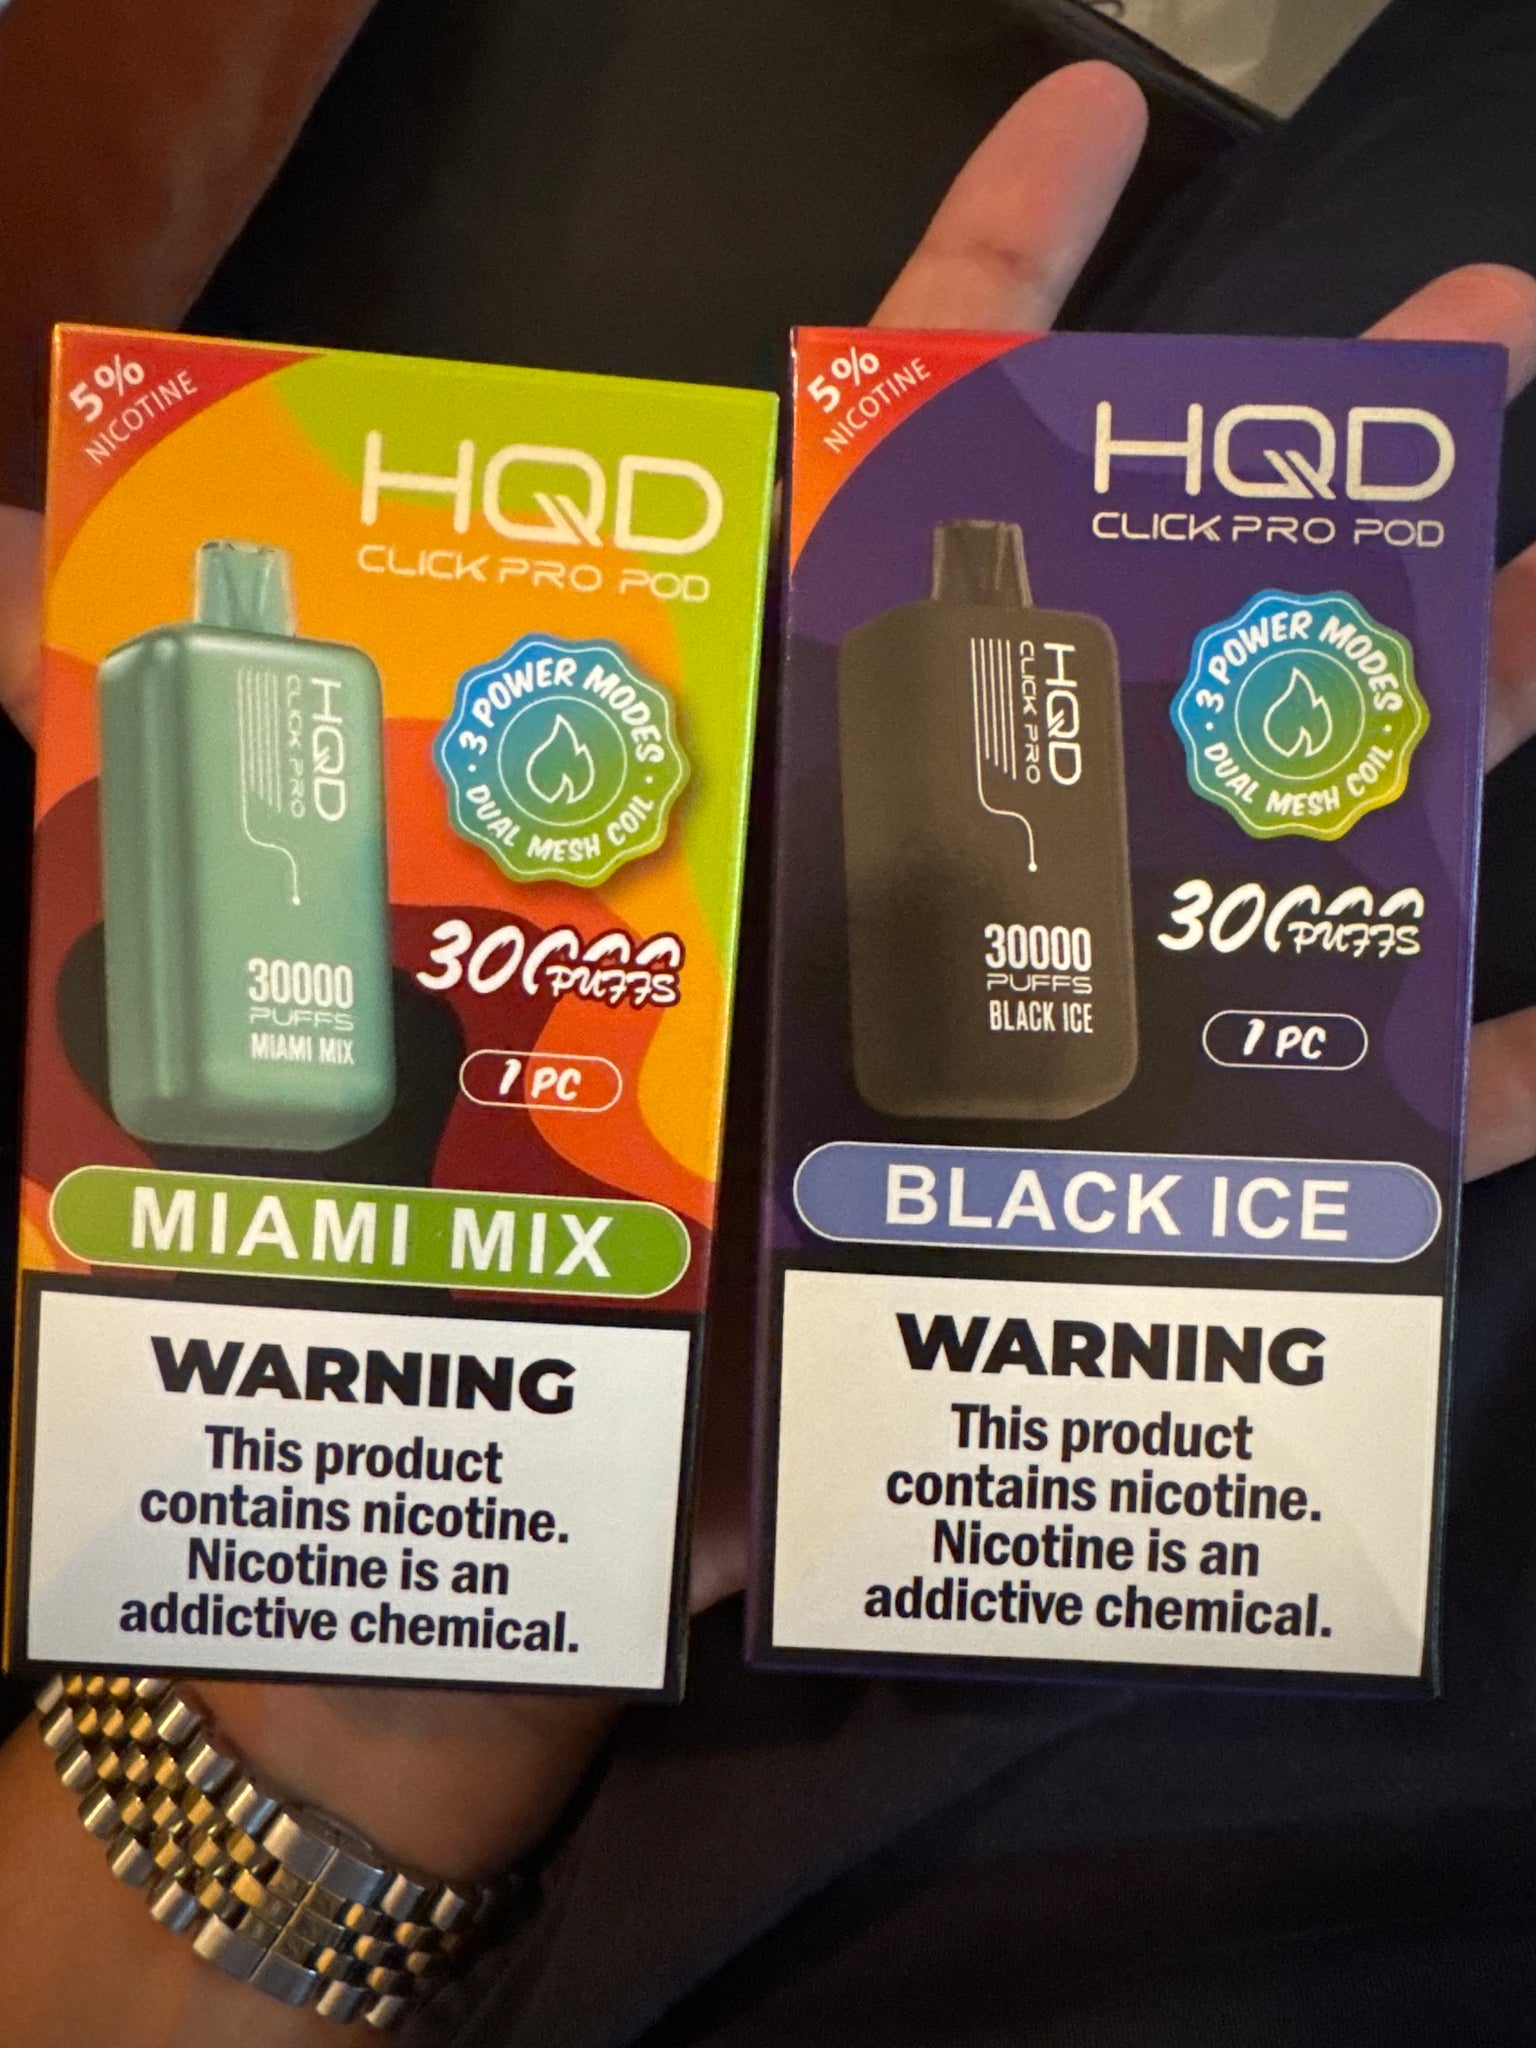 5%
NICOTINE
HQD
CLICK PRO POD
3 POWER MODES
DUAL MESH COIL
HQD
CLICK PRO
30000
PUFFS
MIAMI MIX
30000
PUFFS
1 PC
MIAMI MIX
WARNING
This product
contains nicotine.
Nicotine is an
addictive chemical.
5%
NICOTINE
HQD
CLICK PRO POD
3 POWER MODES
DUAL MESH COIL
HQD
CLICK PRO
30000
PUFFS
BLACK ICE
30000
PUFFS
1 PC
BLACK ICE
WARNING
This product
contains nicotine.
Nicotine is an
addictive chemical.